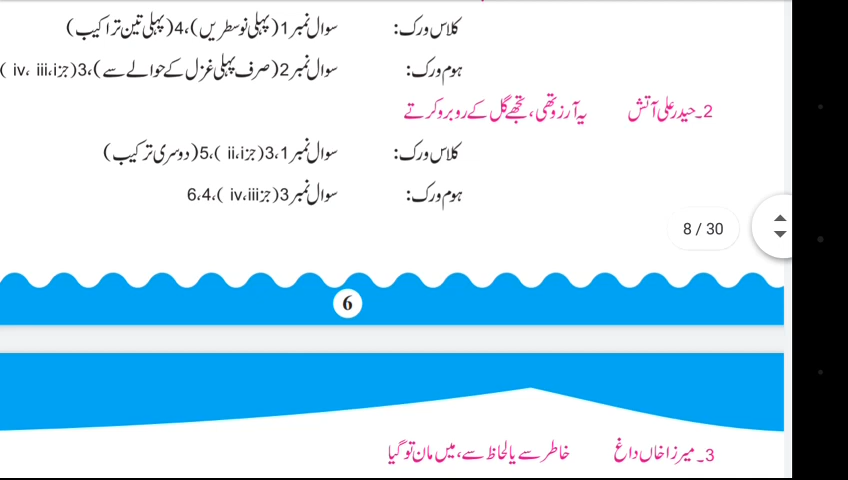 کلاس ورک: سوال نمبر 1 (پہلی نو سطریں)، 4 (پہلی تین تراکیب)
ہوم ورک: سوال نمبر 2 (صرف پہلی غزل کے حوالے سے)، 3 (جز iv، iii، i)
2۔ حیدر علی آتش یہ آرزو تھی، تجھے گل کے روبرو کرتے
کلاس ورک: سوال نمبر 1، 3 (جز ii، i)، 5 (دوسری ترکیب)
ہوم ورک: سوال نمبر 3 (جز iv، iii)، 4، 6
8 / 30
6
3۔ میرزا خاں داغ خاطر سے یا لحاظ سے، میں مان تو گیا